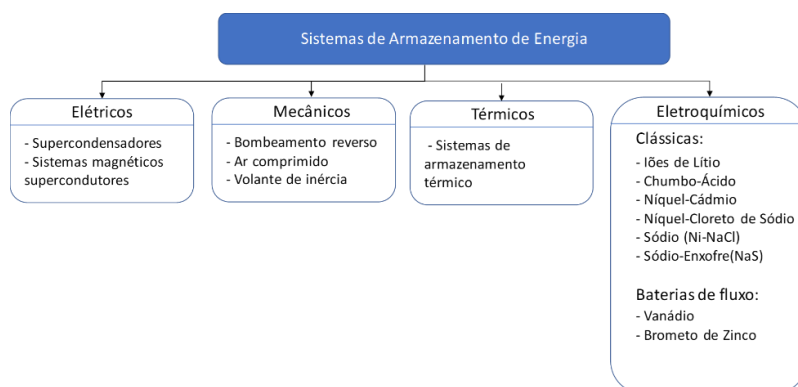 Sistemas de Armazenamento de Energia
Elétricos
- Supercondensadores
- Sistemas magnéticos
supercondutores
Mecânicos
- Bombeamento reverso
- Ar comprimido
- Volante de inércia
Térmicos
- Sistemas de
armazenamento
térmico
Eletroquímicos
Clássicas:
- Iões de Lítio
- Chumbo-Ácido
- Níquel-Cádmio
- Níquel-Cloreto de Sódio
- Sódio (Ni-NaCl)
- Sódio-Enxofre(NaS)
Baterias de fluxo:
- Vanádio
- Brometo de Zinco